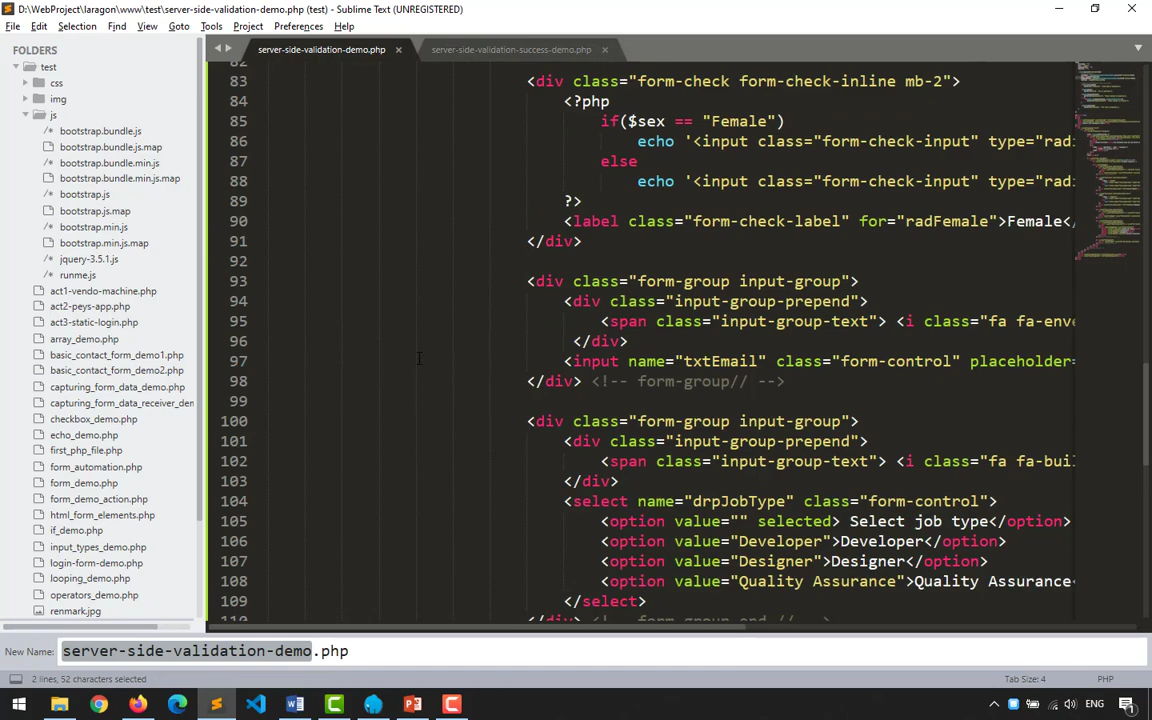 D:\WebProject\laragon\www\test\server-side-validation-demo.php (test) - Sublime Text (UNREGISTERED)
File Edit Selection Find View Goto Tools Project Preferences Help
FOLDERS
test
css
img
js
bootstrap.bundle.js
bootstrap.bundle.js.map
bootstrap.bundle.min.js
bootstrap.bundle.min.js.map
bootstrap.js
bootstrap.js.map
bootstrap.min.js
bootstrap.min.js.map
jquery-3.5.1.js
runme.js
act1-vendo-machine.php
act2-peys-app.php
act3-static-login.php
array_demo.php
basic_contact_form_demo1.php
basic_contact_form_demo2.php
capturing_form_data_demo.php
capturing_form_data_receiver_den
checkbox_demo.php
echo_demo.php
first_php_file.php
form_automation.php
form_demo.php
form_demo_action.php
html_form_elements.php
if_demo.php
input_types_demo.php
login-form-demo.php
looping_demo.php
operators_demo.php
renmark.jpg
server-side-validation-demo.php × server-side-validation-success-demo.php ×
82
83 <div class="form-check form-check-inline mb-2">
84 <?php
85 if($sex == "Female")
86 echo '<input class="form-check-input" type="radi
87 else
88 echo '<input class="form-check-input" type="radi
89 ?>
90 <label class="form-check-label" for="radFemale">Female</
91 </div>
92
93 <div class="form-group input-group">
94 <div class="input-group-prepend">
95 <span class="input-group-text"> <i class="fa fa-enve
96 </div>
97 <input name="txtEmail" class="form-control" placeholder=
98 </div> <!-- form-group// -->
99
100 <div class="form-group input-group">
101 <div class="input-group-prepend">
102 <span class="input-group-text"> <i class="fa fa-buil
103 </div>
104 <select name="drpJobType" class="form-control">
105 <option value="" selected> Select job type</option>
106 <option value="Developer">Developer</option>
107 <option value="Designer">Designer</option>
108 <option value="Quality Assurance">Quality Assurance<
109 </select>
110 </div> <!-- form-group end.// -->
New Name: server-side-validation-demo.php
2 lines, 52 characters selected Tab Size: 4 PHP
ENG